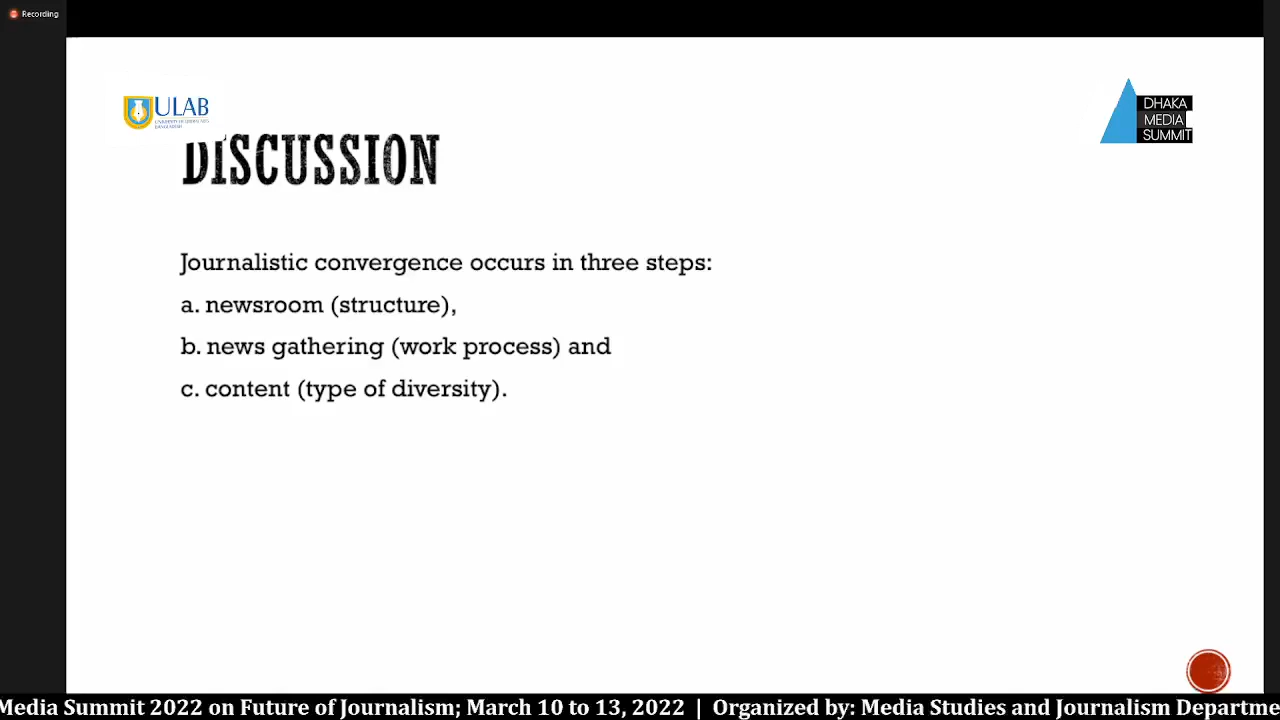 Recording
ULAB
DHAKA
MEDIA
SUMMIT
DISCUSSION
Journalistic convergence occurs in three steps:
a. newsroom (structure),
b. news gathering (work process) and
c. content (type of diversity).
Media Summit 2022 on Future of Journalism; March 10 to 13, 2022 | Organized by: Media Studies and Journalism Departme